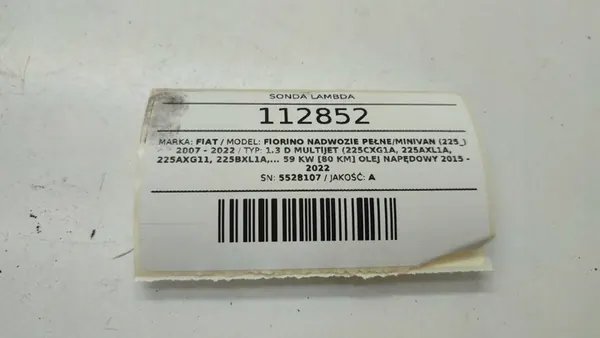 SONDA LAMBDA
112852
MARKA: FIAT / MODEL: FIORINO NADWOZIE PEŁNE/MINIVAN (225_)
2007 - 2022 / TYP: 1.3 D MULTIJET (225CXG1A, 225AXL1A,
225AXG11, 225BXL1A,... 59 KW [80 KM] OLEJ NAPĘDOWY 2015 -
2022
SN: 5528107 / JAKOŚĆ: A